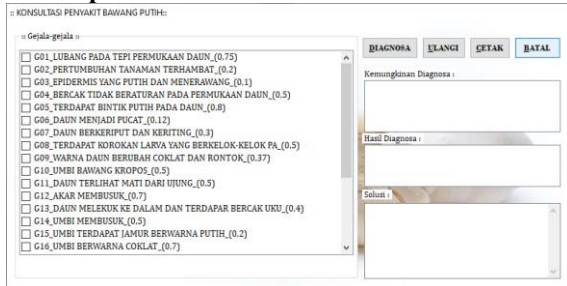 :: KONSULTASI PENYAKIT BAWANG PUTIH::
:: Gejala-gejala ::
G01_LUBANG PADA TEPI PERMUKAAN DAUN_(0.75)
G02_PERTUMBUHAN TANAMAN TERHAMBAT_(0.2)
G03_EPIDERMIS YANG PUTIH DAN MENERAWANG_(0.1)
G04_BERCAK TIDAK BERATURAN PADA PERMUKAAN DAUN_(0.5)
G05_TERDAPAT BINTIK PUTIH PADA DAUN_(0.8)
G06_DAUN MENJADI PUCAT_(0.12)
G07_DAUN BERKERIPUT DAN KERITING_(0.3)
G08_TERDAPAT KOROKAN LARVA YANG BERKELOK-KELOK PA_(0.5)
G09_WARNA DAUN BERUBAH COKLAT DAN RONTOK_(0.37)
G10_UMBI BAWANG KROPOS_(0.5)
G11_DAUN TERLIHAT MATI DARI UJUNG_(0.5)
G12_AKAR MEMBUSUK_(0.7)
G13_DAUN MELEKUK KE DALAM DAN TERDAPAR BERCAK UKU_(0.4)
G14_UMBI MEMBUSUK_(0.5)
G15_UMBI TERDAPAT JAMUR BERWARNA PUTIH_(0.2)
G16_UMBI BERWARNA COKLAT_(0.7)
DIAGNOSA ULANGI CETAK BATAL
Kemungkinan Diagnosa :
Hasil Diagnosa :
Solusi :